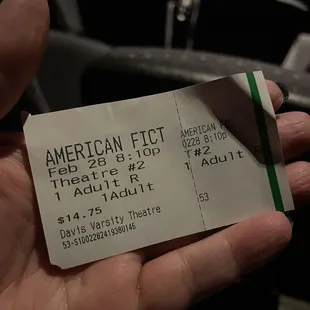 AMERICAN FICT
Feb 28 8:10p
Theatre #2
1 Adult R
1Adult
$14.75
Davis Varsity Theatre
AMERICAN F
0228 8:10p
T#2
1 Adult
53